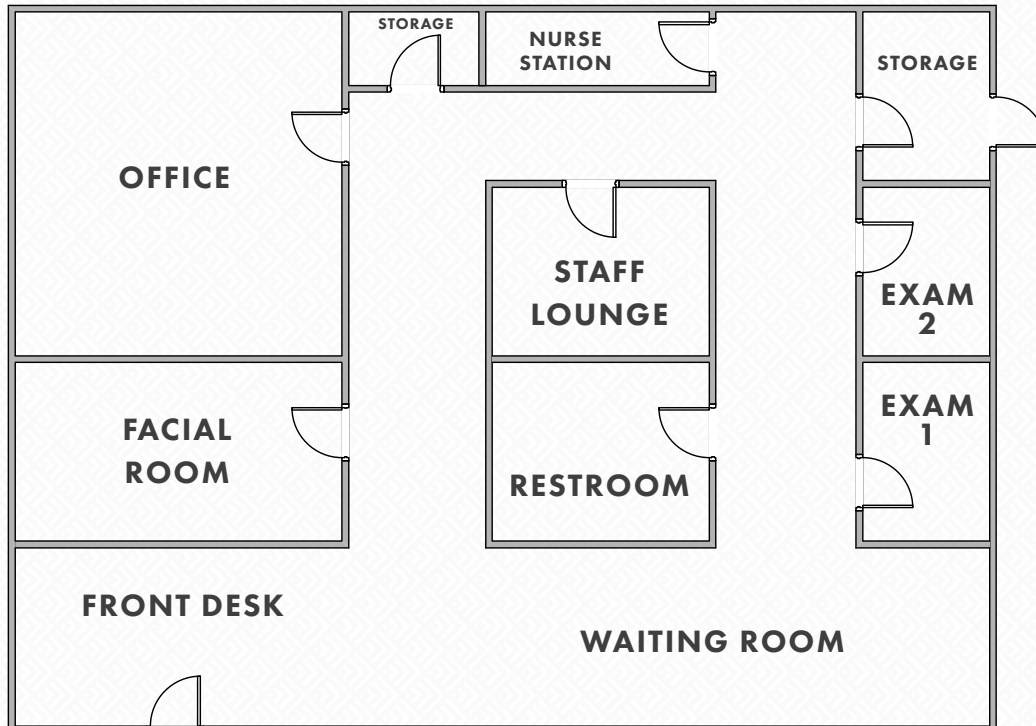 STORAGE
NURSE
STATION
STORAGE
OFFICE
STAFF
LOUNGE
EXAM
2
FACIAL
ROOM
RESTROOM
EXAM
1
FRONT DESK
WAITING ROOM